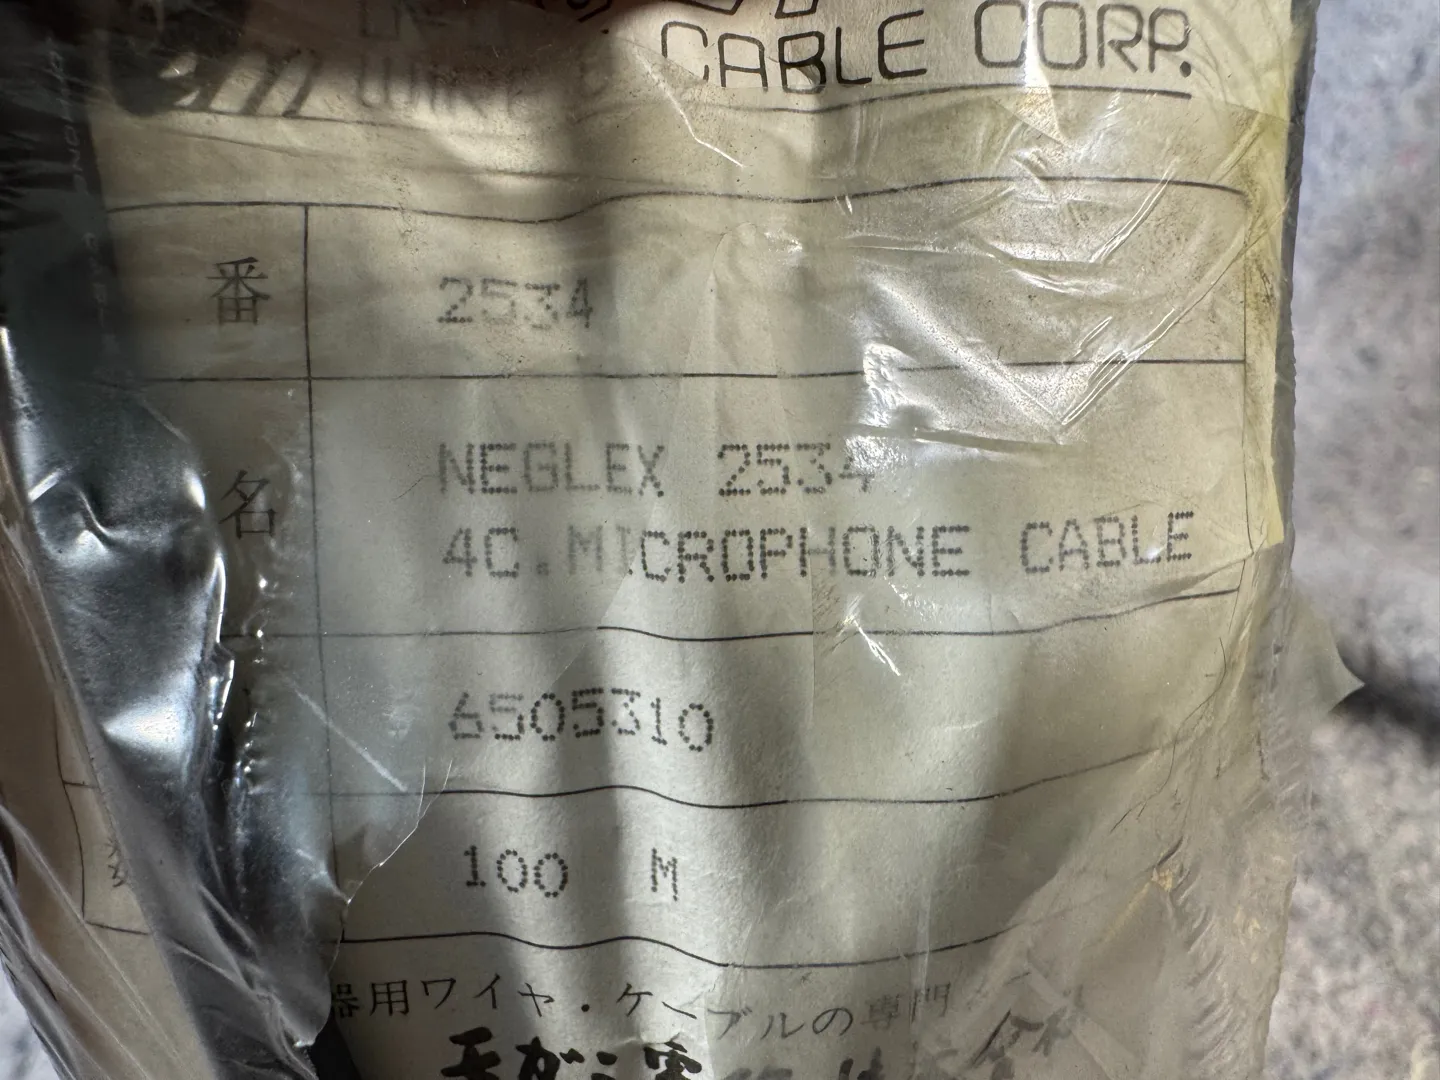 CABLE CORP.
番 2534
名 NEGLEX 2534
4C.MICROPHONE CABLE
6505310
100 M
器用ワイヤ・ケーブルの専門